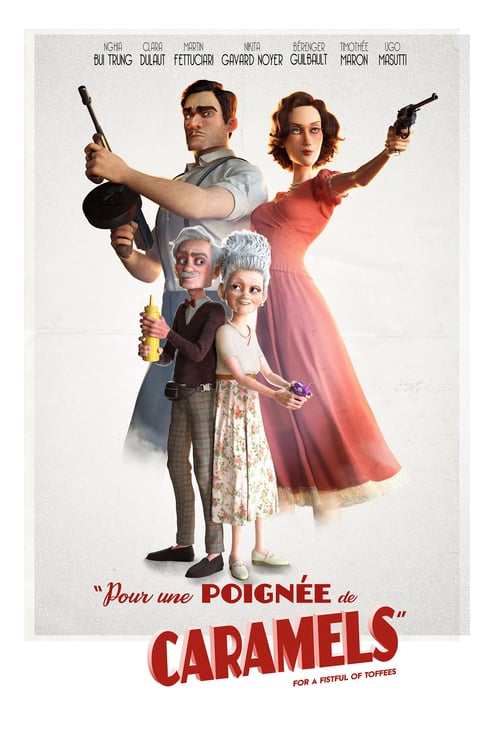 NGHIA CLARA MARTIN NIKITA BÉRENGER TIMOTHÉE UGO
BUI TRUNG DULAUT FETTUCIARI GAVARD NOYER GUILBAULT MARON MASUTTI
"Pour une POIGNÉE de
CARAMELS"
FOR A FISTFUL OF TOFFEES